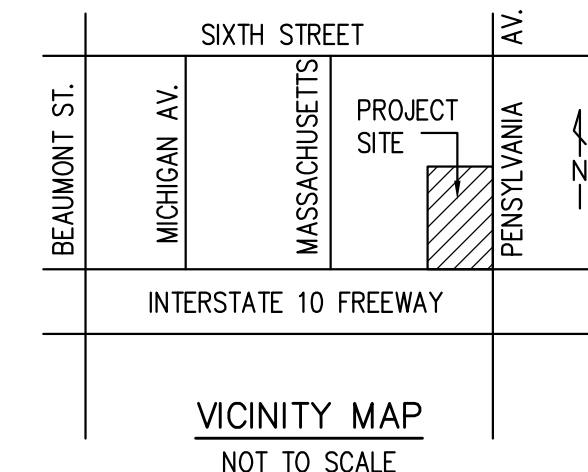 SIXTH STREET
AV.
BEAUMONT ST.
MICHIGAN AV.
MASSACHUSETTS
PROJECT
SITE
PENSYLVANIA
N
INTERSTATE 10 FREEWAY
VICINITY MAP
NOT TO SCALE